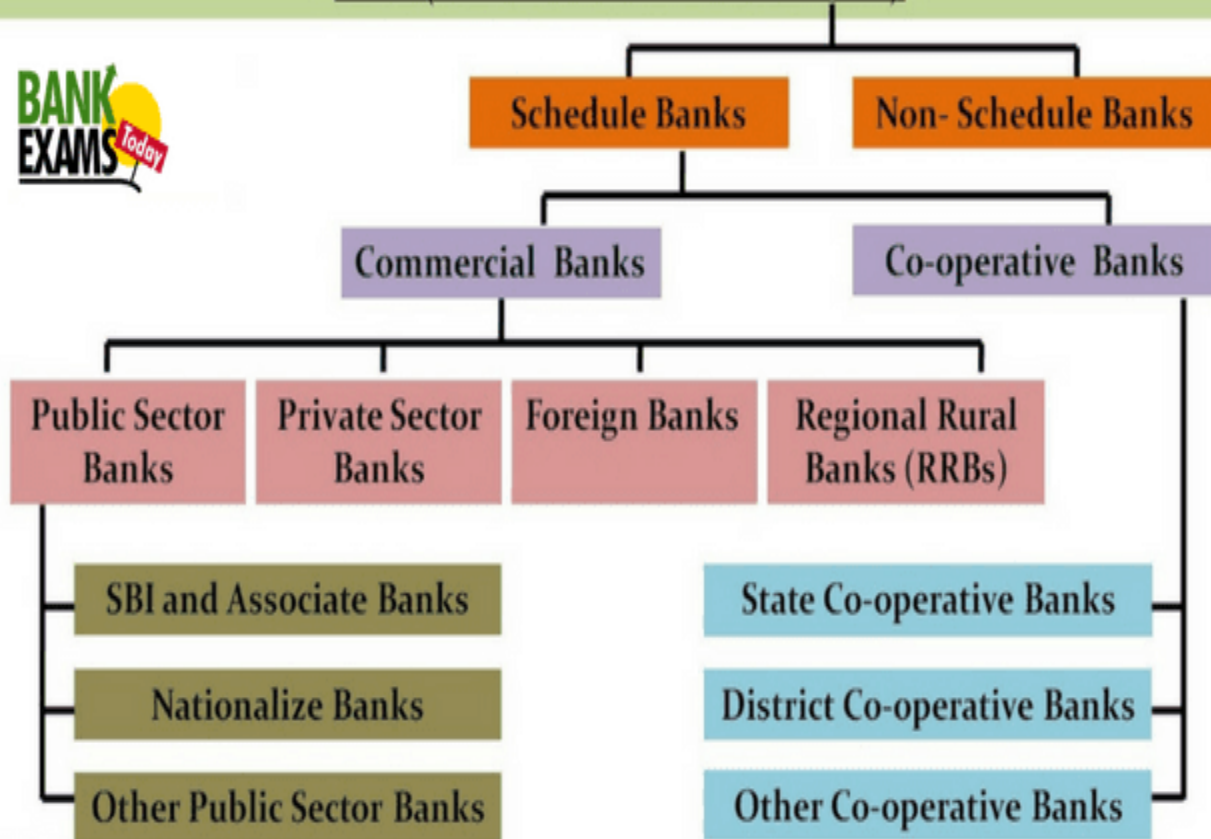 BANK
EXAMS
Today
Schedule Banks
Non- Schedule Banks
Commercial Banks
Co-operative Banks
Public Sector
Banks
Private Sector
Banks
Foreign Banks
Regional Rural
Banks (RRBs)
SBI and Associate Banks
State Co-operative Banks
Nationalize Banks
District Co-operative Banks
Other Public Sector Banks
Other Co-operative Banks